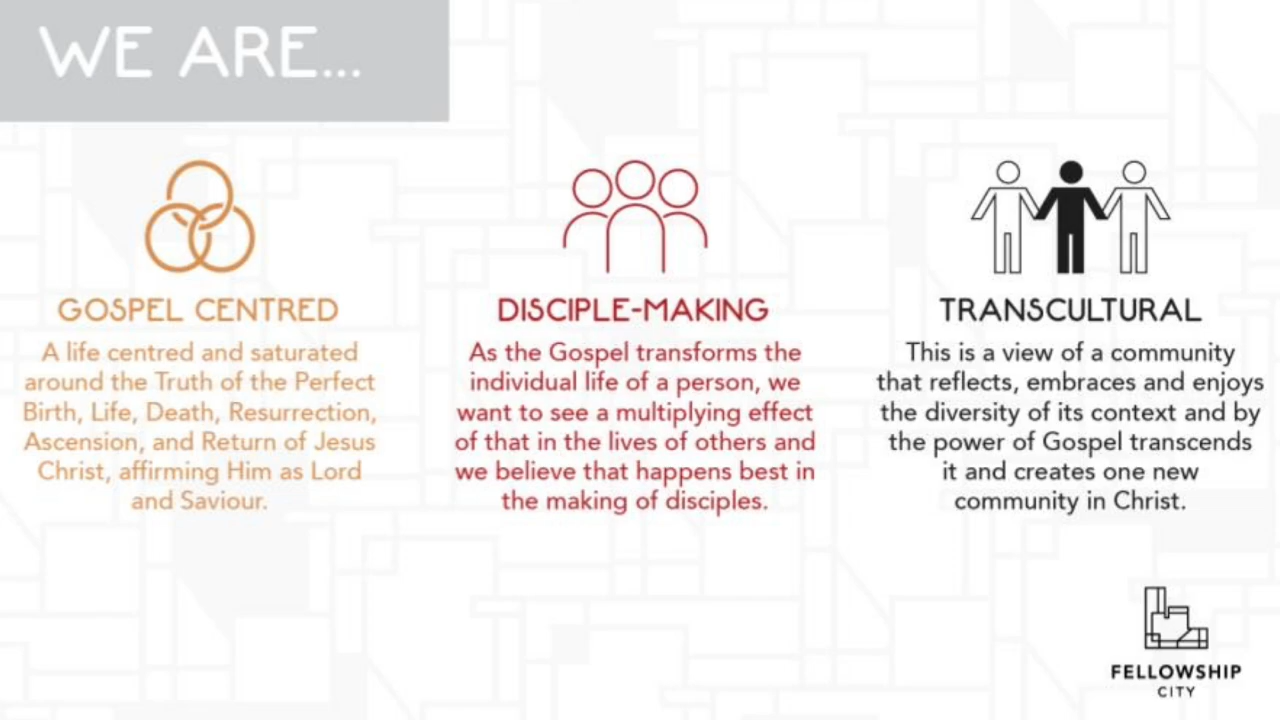 WE ARE...
GOSPEL CENTRED
A life centred and saturated
around the Truth of the Perfect
Birth, Life, Death, Resurrection,
Ascension, and Return of Jesus
Christ, affirming Him as Lord
and Saviour.
DISCIPLE-MAKING
As the Gospel transforms the
individual life of a person, we
want to see a multiplying effect
of that in the lives of others and
we believe that happens best in
the making of disciples.
TRANSCULTURAL
This is a view of a community
that reflects, embraces and enjoys
the diversity of its context and by
the power of Gospel transcends
it and creates one new
community in Christ.
FELLOWSHIP
CITY